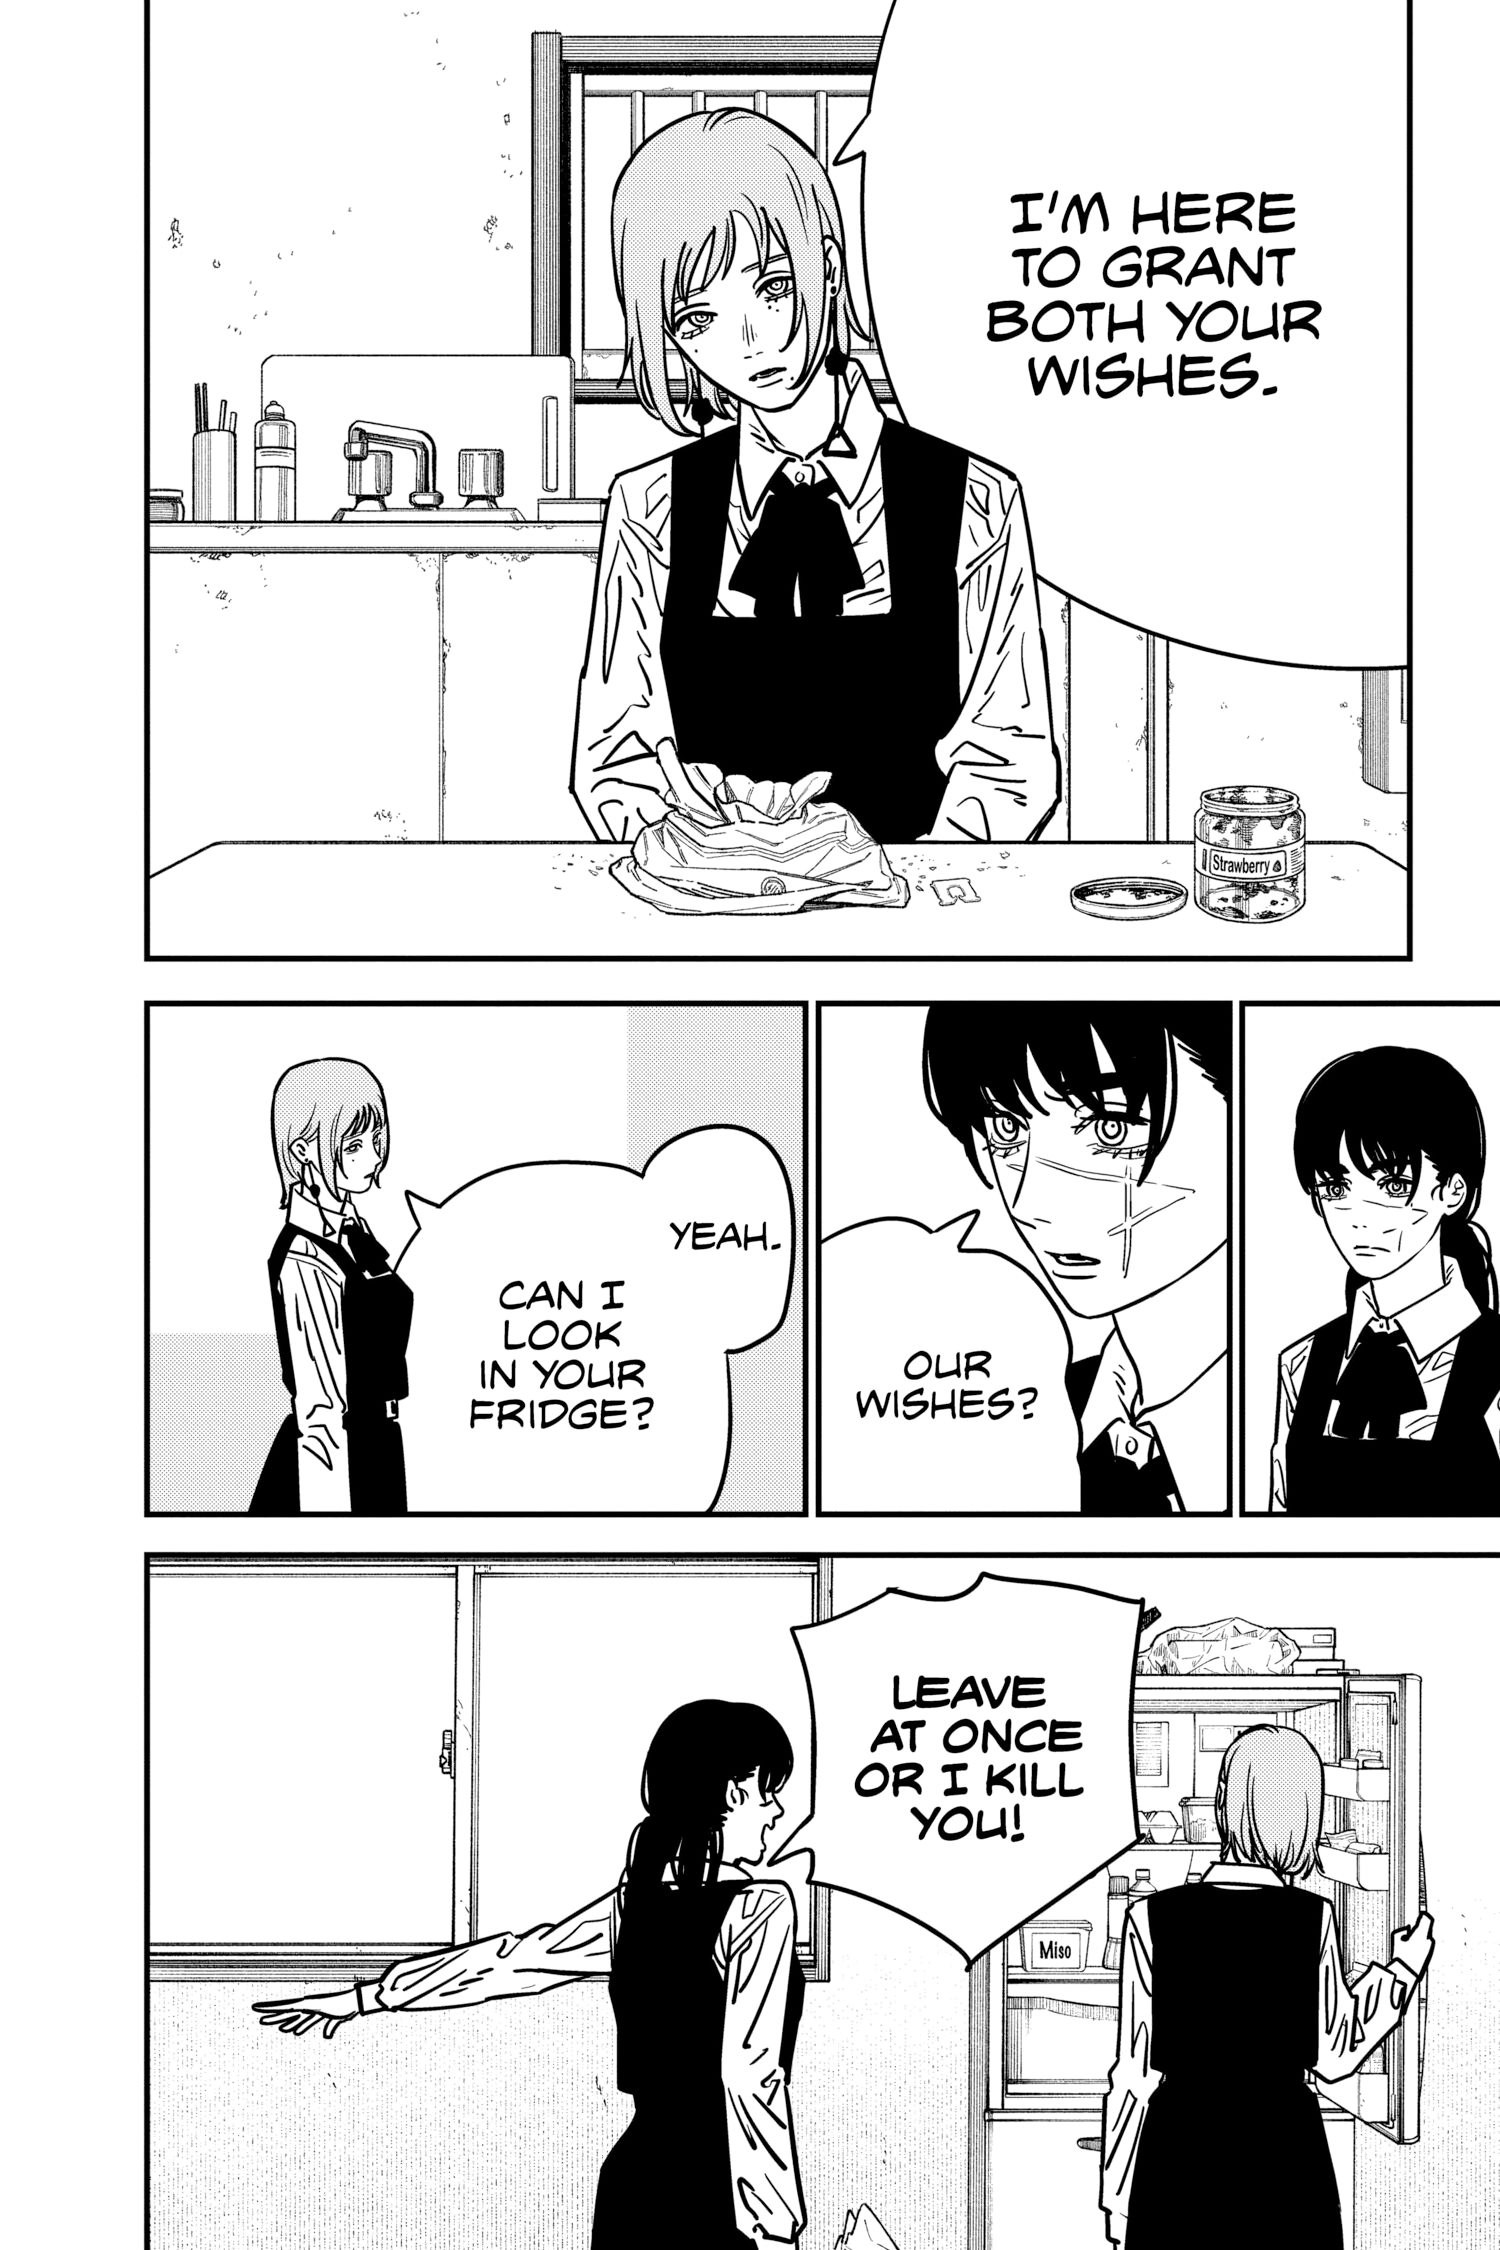 I'M HERE
TO GRANT
BOTH YOUR
WISHES.
Strawberry
OUR
WISHES?
YEAH.
CAN I
LOOK
IN YOUR
FRIDGE?
LEAVE
AT ONCE
OR I KILL
YOU!
Miso